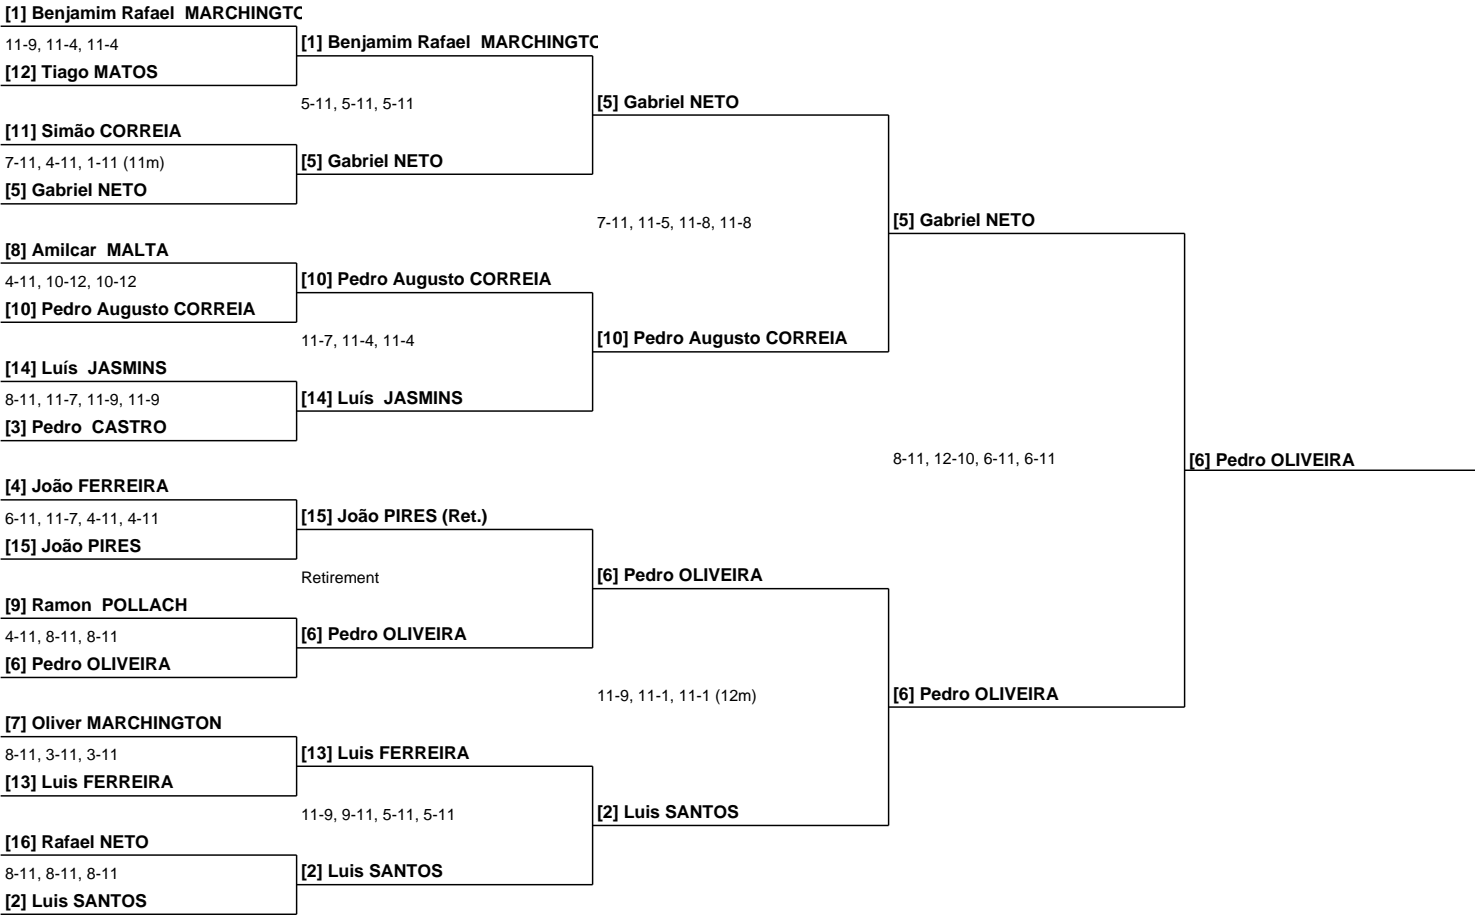 [1] Benjamim Rafael  MARCHINGTO
11-9, 11-4, 11-4
[12] Tiago MATOS
[11] Simão CORREIA
7-11, 4-11, 1-11 (11m)
[5] Gabriel NETO
[8] Amilcar  MALTA
4-11, 10-12, 10-12
[10] Pedro Augusto CORREIA
[14] Luís  JASMINS
8-11, 11-7, 11-9, 11-9
[3] Pedro  CASTRO
[4] João FERREIRA
6-11, 11-7, 4-11, 4-11
[15] João PIRES
[9] Ramon  POLLACH
4-11, 8-11, 8-11
[6] Pedro OLIVEIRA
[7] Oliver MARCHINGTON
8-11, 3-11, 3-11
[13] Luis FERREIRA
[16] Rafael NETO
8-11, 8-11, 8-11
[2] Luis SANTOS
[1] Benjamim Rafael  MARCHINGTO
5-11, 5-11, 5-11
[5] Gabriel NETO
[10] Pedro Augusto CORREIA
11-7, 11-4, 11-4
[14] Luís  JASMINS
[15] João PIRES (Ret.)
Retirement
[6] Pedro OLIVEIRA
[13] Luis FERREIRA
11-9, 9-11, 5-11, 5-11
[2] Luis SANTOS
[5] Gabriel NETO
7-11, 11-5, 11-8, 11-8
[10] Pedro Augusto CORREIA
[6] Pedro OLIVEIRA
11-9, 11-1, 11-1 (12m)
[2] Luis SANTOS
[5] Gabriel NETO
8-11, 12-10, 6-11, 6-11
[6] Pedro OLIVEIRA
[6] Pedro OLIVEIRA